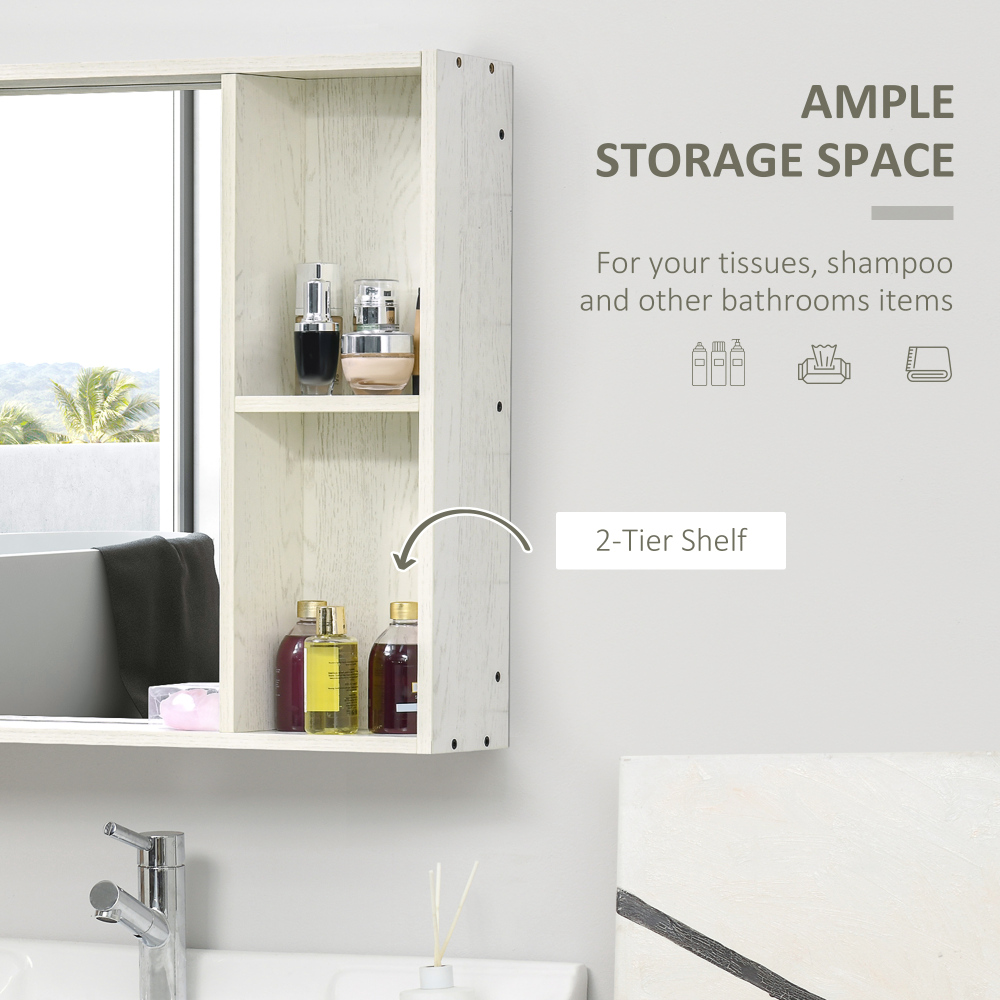 AMPLE
STORAGE SPACE
For your tissues, shampoo
and other bathrooms items
2-Tier Shelf